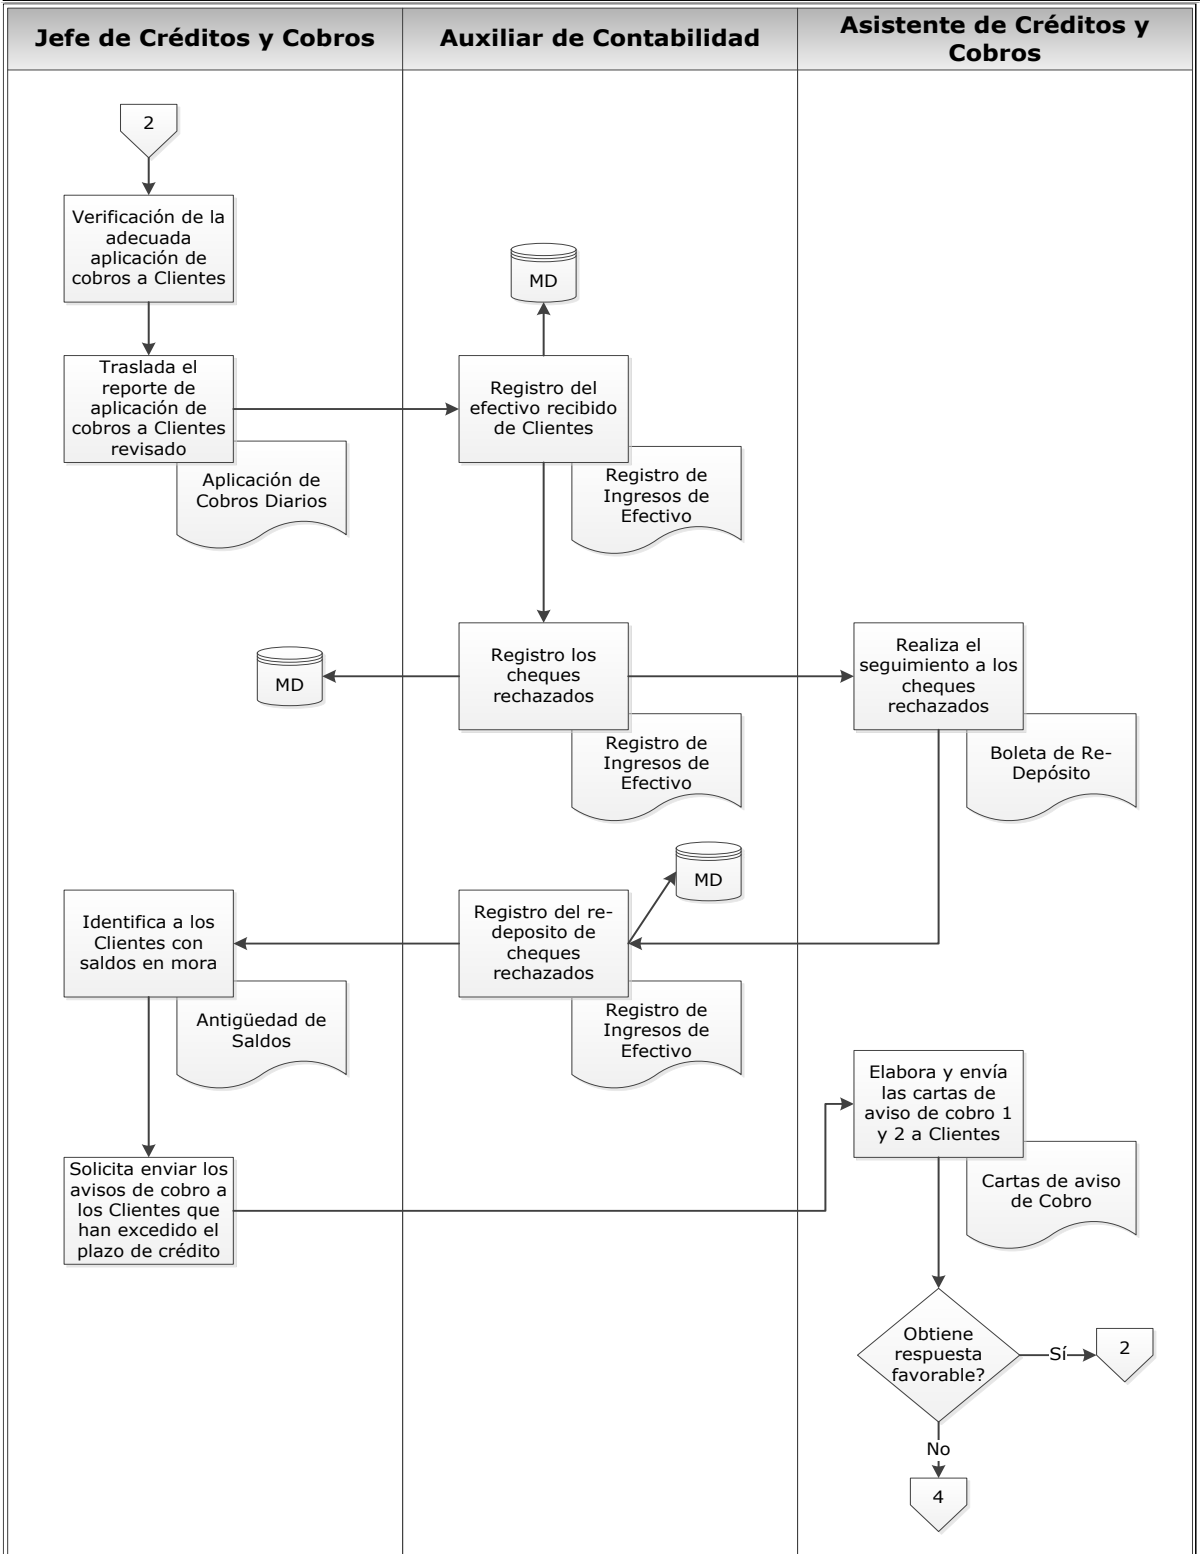 Jefe de Créditos y Cobros
Auxiliar de Contabilidad
Asistente de Créditos y
Cobros
2
Verificación de la
adecuada
aplicación de
cobros a Clientes
MD
Traslada el
reporte de
aplicación de
cobros a Clientes
revisado
Aplicación de
Cobros Diarios
Registro del
efectivo recibido
de Clientes
Registro de
Ingresos de
Efectivo
MD
Registro los
cheques
rechazados
Registro de
Ingresos de
Efectivo
Realiza el
seguimiento a los
cheques
rechazados
Boleta de Re-
Depósito
MD
Identifica a los
Clientes con
saldos en mora
Antigüedad de
Saldos
Registro del re-
deposito de
cheques
rechazados
Registro de
Ingresos de
Efectivo
Elabora y envía
las cartas de
aviso de cobro 1
y 2 a Clientes
Cartas de aviso
de Cobro
Solicita enviar los
avisos de cobro a
los Clientes que
han excedido el
plazo de crédito
Obtiene
respuesta
favorable?
Sí
2
No
4